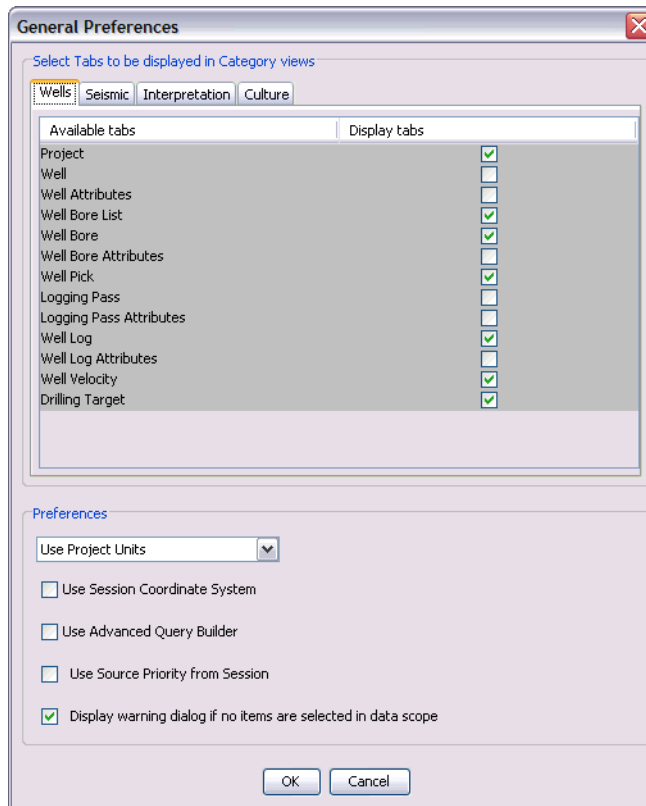 General Preferences
Select Tabs to be displayed in Category views
Wells Seismic Interpretation Culture
Available tabs Display tabs
Project
Well
Well Attributes
Well Bore List
Well Bore
Well Bore Attributes
Well Pick
Logging Pass
Logging Pass Attributes
Well Log
Well Log Attributes
Well Velocity
Drilling Target
Preferences
Use Project Units
Use Session Coordinate System
Use Advanced Query Builder
Use Source Priority from Session
Display warning dialog if no items are selected in data scope
OK Cancel